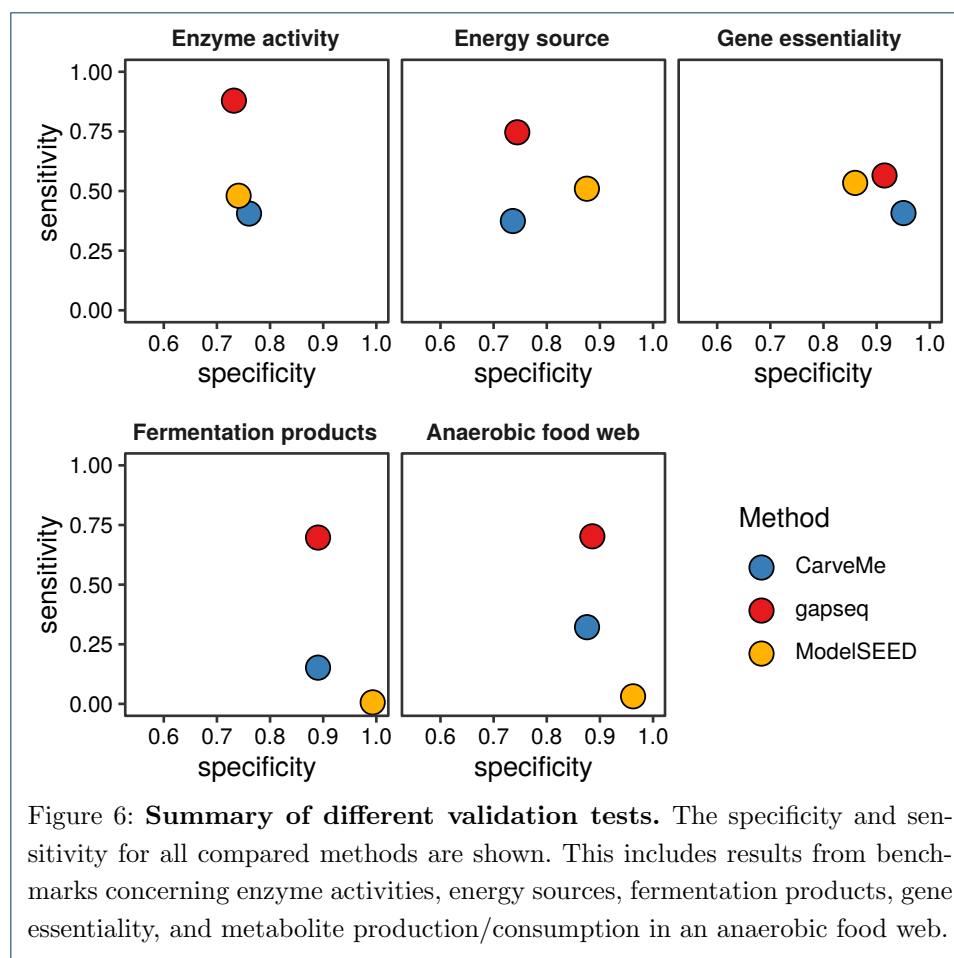 Enzyme activity
Energy source
Gene essentiality
1.00
0.75
0.50
0.25
0.00
sensitivity
0.6 0.7 0.8 0.9 1.0
0.6 0.7 0.8 0.9 1.0
0.6 0.7 0.8 0.9 1.0
specificity
specificity
specificity
Fermentation products
Anaerobic food web
1.00
0.75
0.50
0.25
0.00
sensitivity
0.6 0.7 0.8 0.9 1.0
0.6 0.7 0.8 0.9 1.0
specificity
specificity
Method
CarveMe
gapseq
ModelSEED
Figure 6: Summary of different validation tests. The specificity and sen-
sitivity for all compared methods are shown. This includes results from bench-
marks concerning enzyme activities, energy sources, fermentation products, gene
essentiality, and metabolite production/consumption in an anaerobic food web.